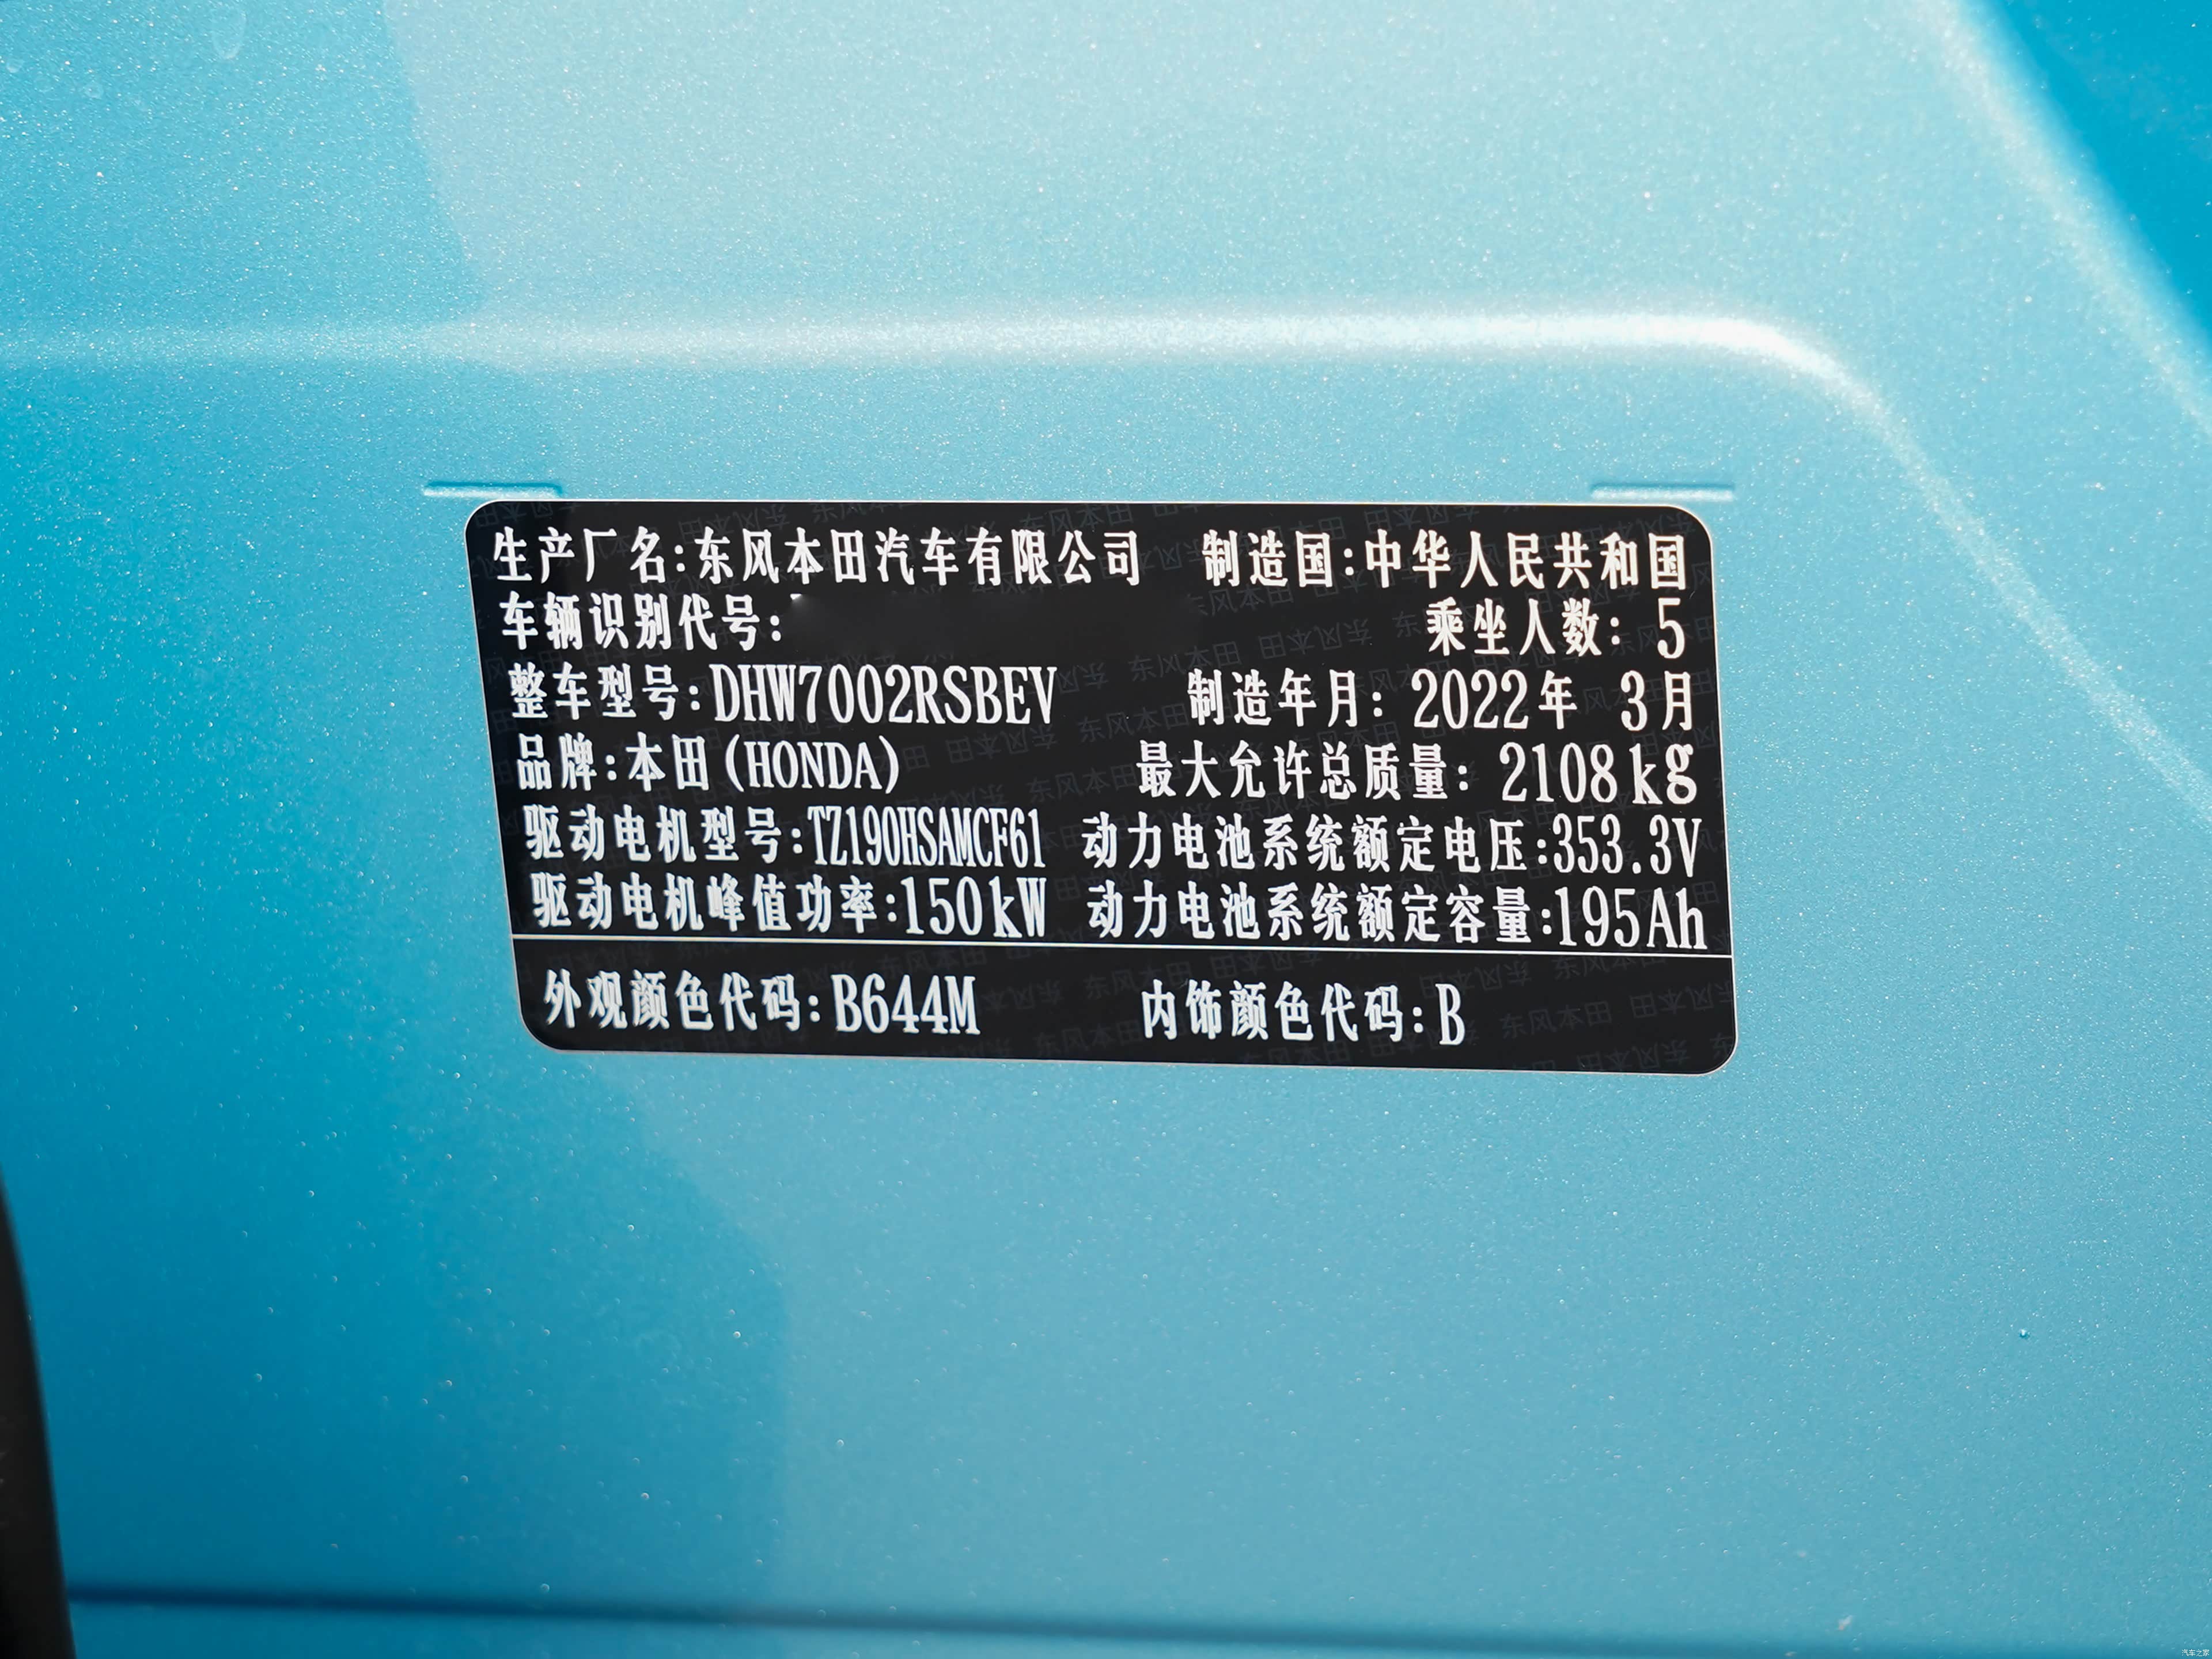 生产厂名:东风本田汽车有限公司 制造国:中华人民共和国
车辆识别代号: 乘坐人数: 5
整车型号:DHW7002RSBEV 制造年月: 2022年 3月
品牌:本田(HONDA) 最大允许总质量: 2108kg
驱动电机型号:TZ190HSAMCF61 动力电池系统额定电压:353.3V
驱动电机峰值功率:150kW 动力电池系统额定容量:195Ah
外观颜色代码:B644M 内饰颜色代码:B
汽车之家